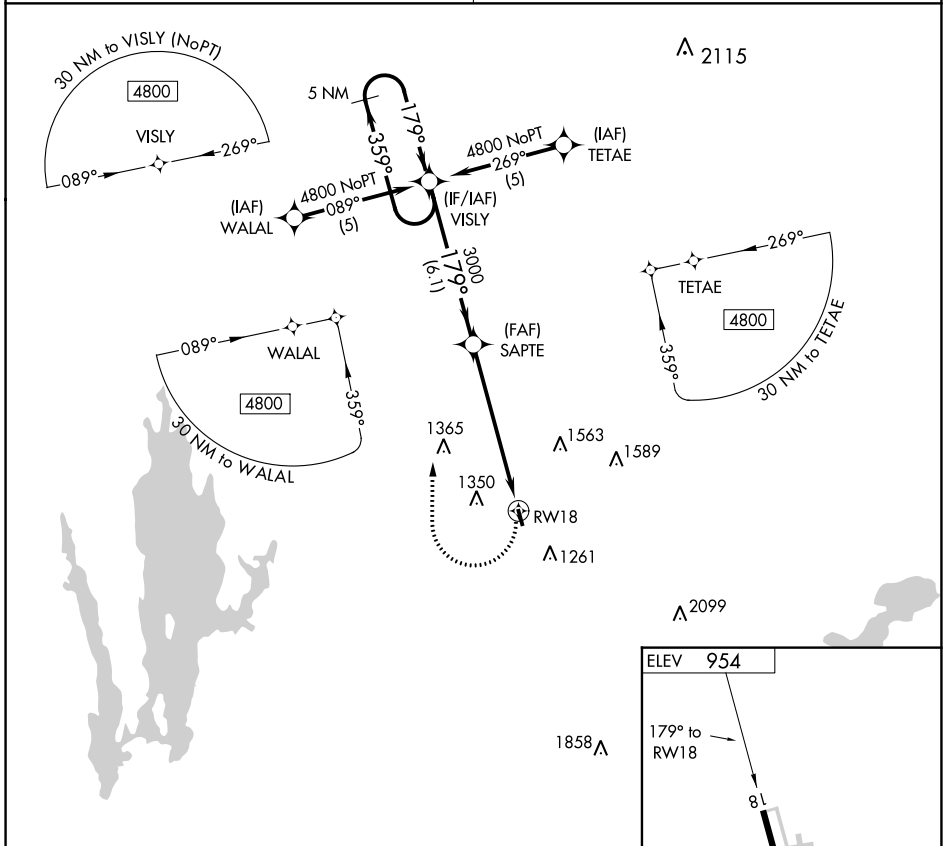 30 NM to VISLY (NoPT)
4800
VISLY
089°
269°
2115
5 NM
179°
359°
4800 NoPT
269°
(5)
(IAF)
TETAE
4800 NoPT
089°
(5)
(IAF)
WALAL
(IF/IAF)
VISLY
3000
179°
(6.1)
269°
TETAE
4800
359°
30 NM to TETAE
(FAF)
SAPTE
089°
WALAL
4800
359°
30 NM to WALAL
1365
1563
1589
1350
RW18
1261
2099
1858
ELEV 954
179° to
RW18
18